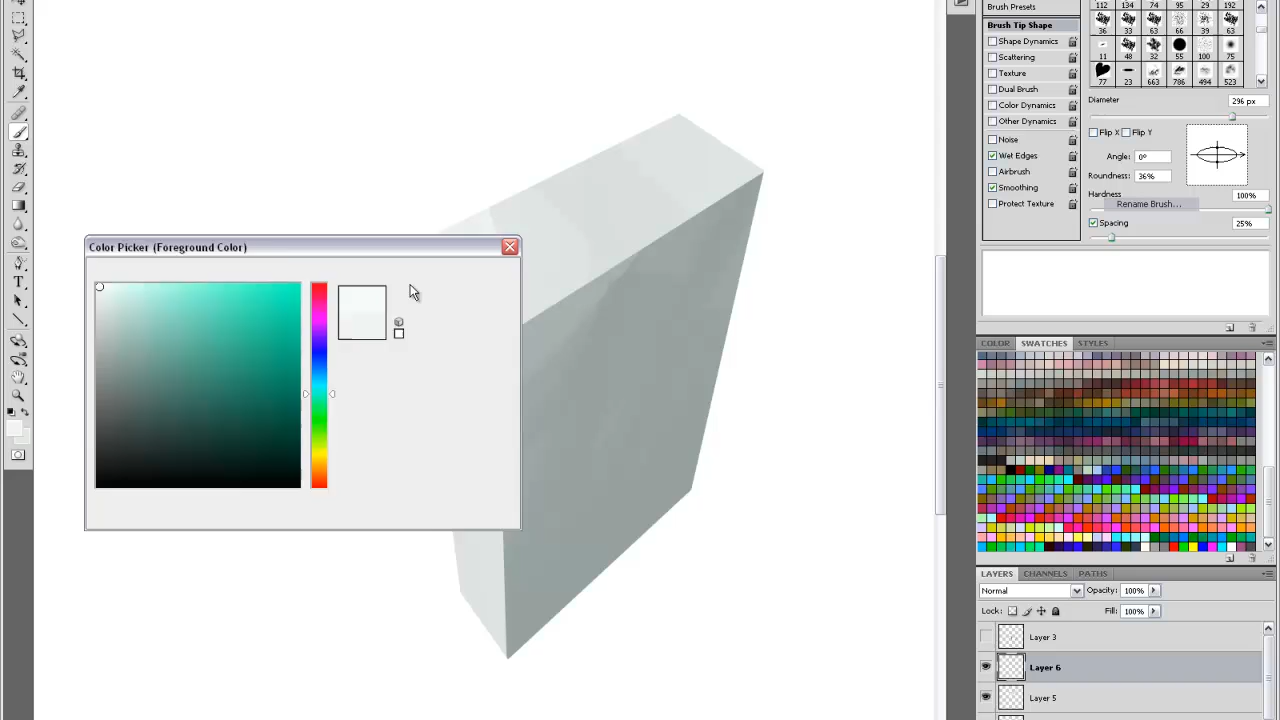 Brush Presets
Brush Tip Shape
Shape Dynamics
Scattering
Texture
Dual Brush
Color Dynamics
Other Dynamics
Noise
Wet Edges
Airbrush
Smoothing
Protect Texture
112 134 74 95 29 192
36 33 63 66 39 63
11 48 32 55 100 75
77 23 663 786 494 523
Diameter 296 px
Flip X Flip Y
Angle: 0°
Roundness: 36%
Hardness 100%
Rename Brush...
Spacing 25%
Color Picker (Foreground Color)
COLOR SWATCHES STYLES
LAYERS CHANNELS PATHS
Normal Opacity: 100%
Lock: Fill: 100%
Layer 3
Layer 6
Layer 5
T